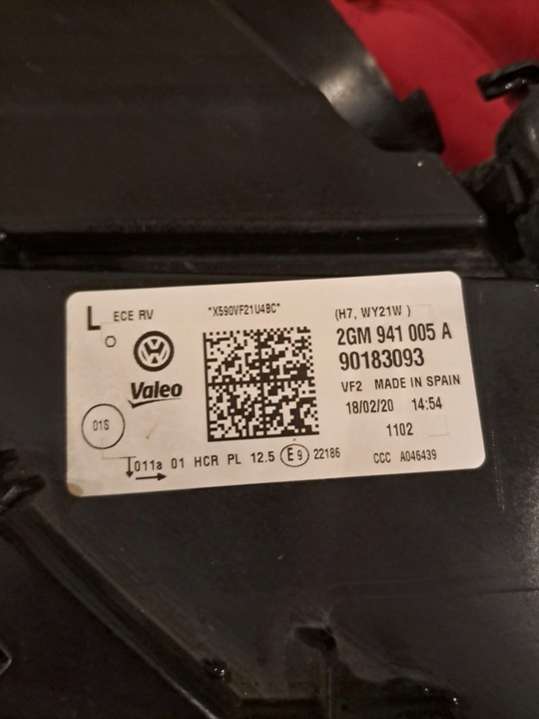 L ECE RV
*X590VF21U4BC*
(H7, WY21W )
2GM 941 005 A
90183093
Valeo
VF2 MADE IN SPAIN
18/02/20 14:54
01S
1102
011a 01 HCR PL 12.5 E9 22186
CCC A046439